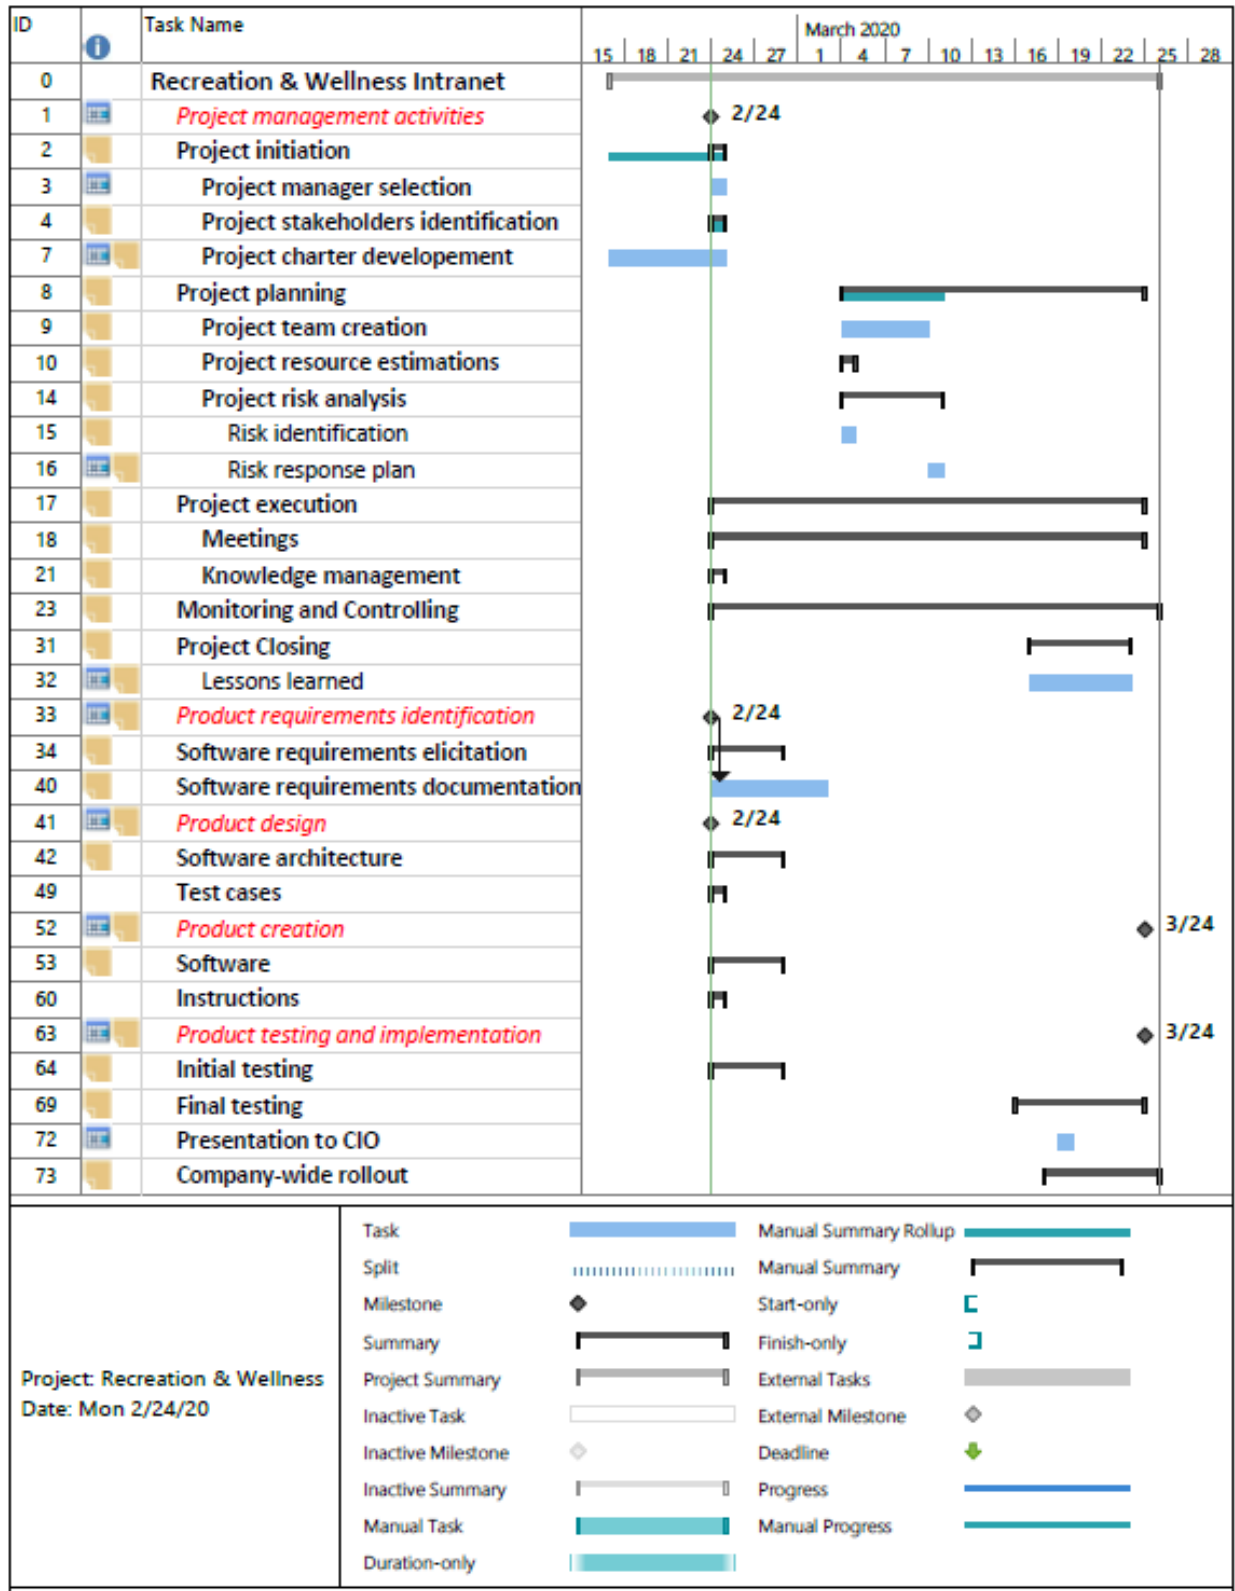 ID Task Name March 2020
15 18 21 24 27 1 4 7 10 13 16 19 22 25 28
0 Recreation & Wellness Intranet
1 Project management activities 2/24
2 Project initiation
3 Project manager selection
4 Project stakeholders identification
7 Project charter developement
8 Project planning
9 Project team creation
10 Project resource estimations
14 Project risk analysis
15 Risk identification
16 Risk response plan
17 Project execution
18 Meetings
21 Knowledge management
23 Monitoring and Controlling
31 Project Closing
32 Lessons learned
33 Product requirements identification 2/24
34 Software requirements elicitation
40 Software requirements documentation
41 Product design 2/24
42 Software architecture
49 Test cases
52 Product creation 3/24
53 Software
60 Instructions
63 Product testing and implementation 3/24
64 Initial testing
69 Final testing
72 Presentation to CIO
73 Company-wide rollout
Project: Recreation & Wellness
Date: Mon 2/24/20
Task
Split
Milestone
Summary
Project Summary
Inactive Task
Inactive Milestone
Inactive Summary
Manual Task
Duration-only
Manual Summary Rollup
Manual Summary
Start-only
Finish-only
External Tasks
External Milestone
Deadline
Progress
Manual Progress